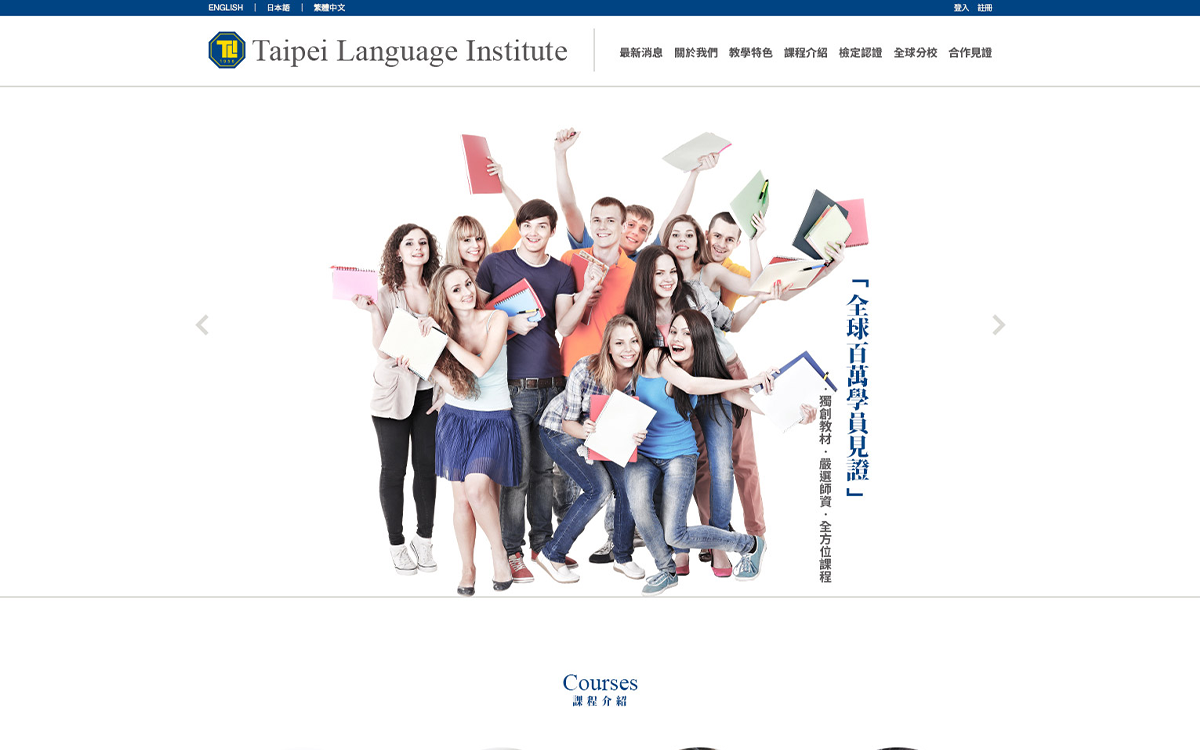 ENGLISH | 日本語 | 繁體中文
登入 註冊
TLI
1956
Taipei Language Institute
最新消息 關於我們 教學特色 課程介紹 檢定認證 全球分校 合作見證
「全球百萬學員見證」
．獨創教材．嚴選師資．全方位課程
Courses
課程介紹